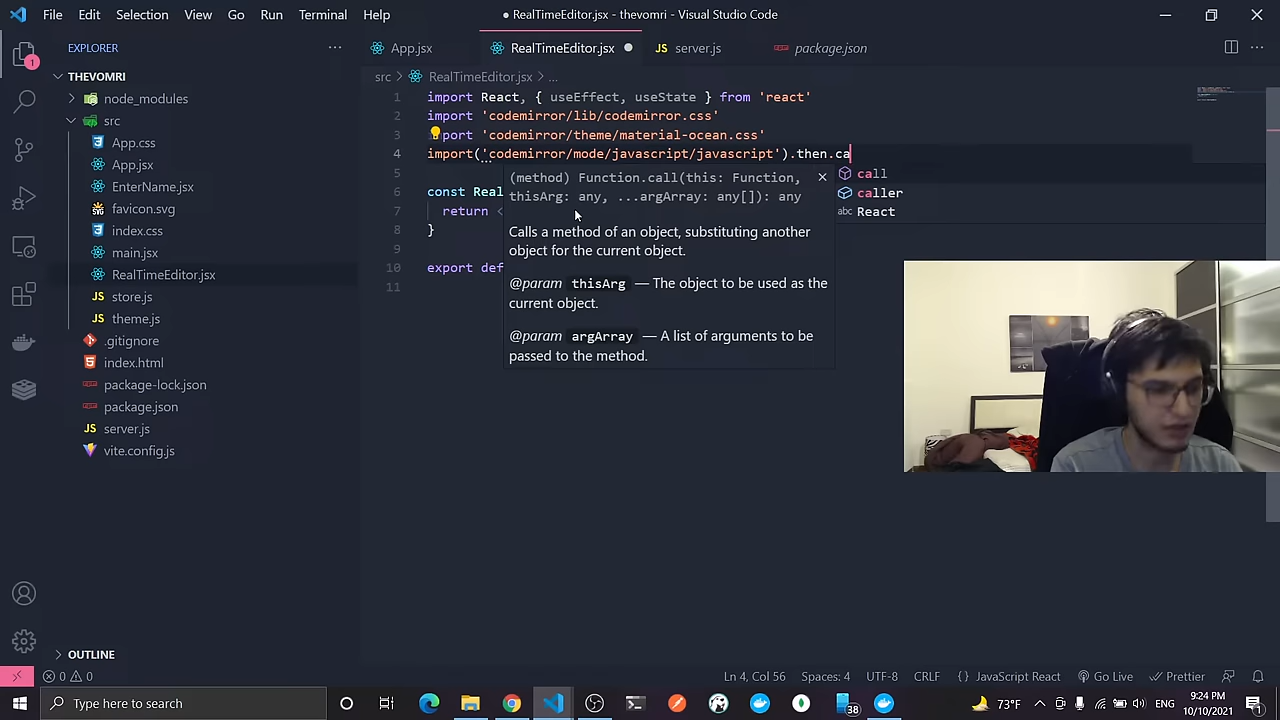 File Edit Selection View Go Run Terminal Help
● RealTimeEditor.jsx - thevomri - Visual Studio Code
EXPLORER
App.jsx
RealTimeEditor.jsx
server.js
package.json
THEVOMRI
node_modules
src
App.css
App.jsx
EnterName.jsx
favicon.svg
index.css
main.jsx
RealTimeEditor.jsx
store.js
theme.js
.gitignore
index.html
package-lock.json
package.json
server.js
vite.config.js
OUTLINE
1
src > RealTimeEditor.jsx > ...
1 import React, { useEffect, useState } from 'react'
2 import 'codemirror/lib/codemirror.css'
3 port 'codemirror/theme/material-ocean.css'
4 import('codemirror/mode/javascript/javascript').then.ca
5
6 const Real
7 return <
8 }
9
10 export def
11
(method) Function.call(this: Function,
thisArg: any, ...argArray: any[]): any
Calls a method of an object, substituting another
object for the current object.
@param thisArg — The object to be used as the
current object.
@param argArray — A list of arguments to be
passed to the method.
call
caller
abc React
0 0
Ln 4, Col 56 Spaces: 4 UTF-8 CRLF {} JavaScript React Go Live Prettier
Type here to search
38
73°F
ENG
9:24 PM
10/10/2021